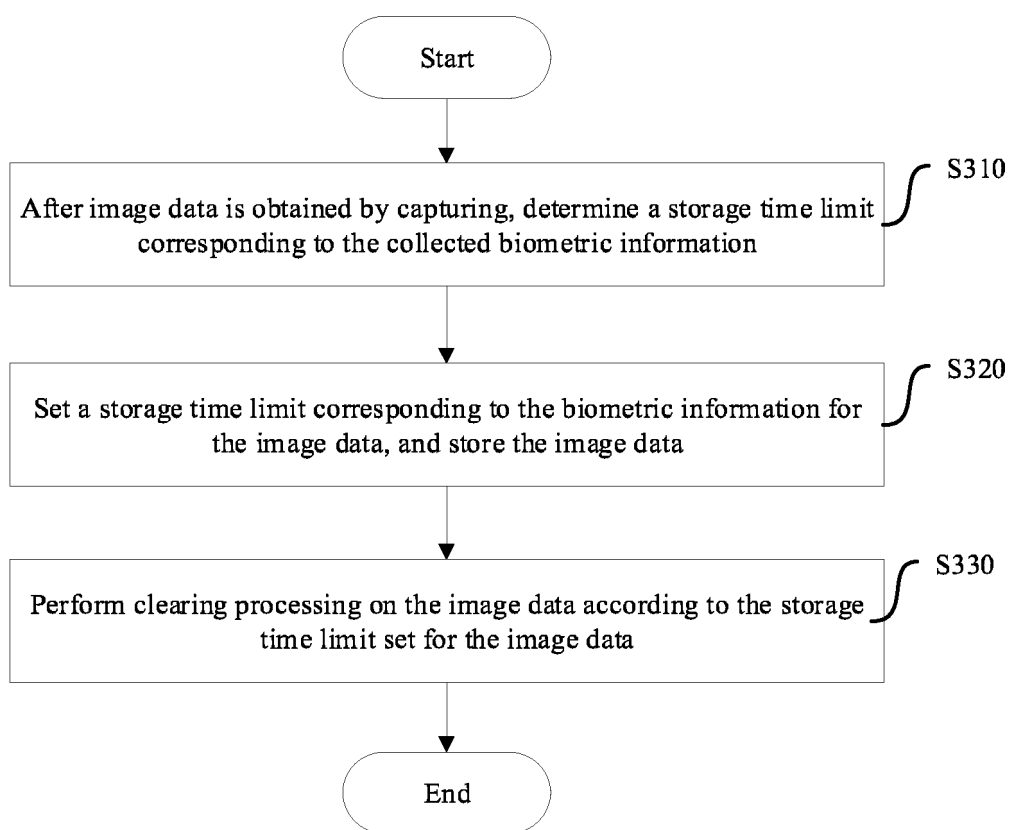 Start
S310
After image data is obtained by capturing, determine a storage time limit
corresponding to the collected biometric information
S320
Set a storage time limit corresponding to the biometric information for
the image data, and store the image data
S330
Perform clearing processing on the image data according to the storage
time limit set for the image data
End